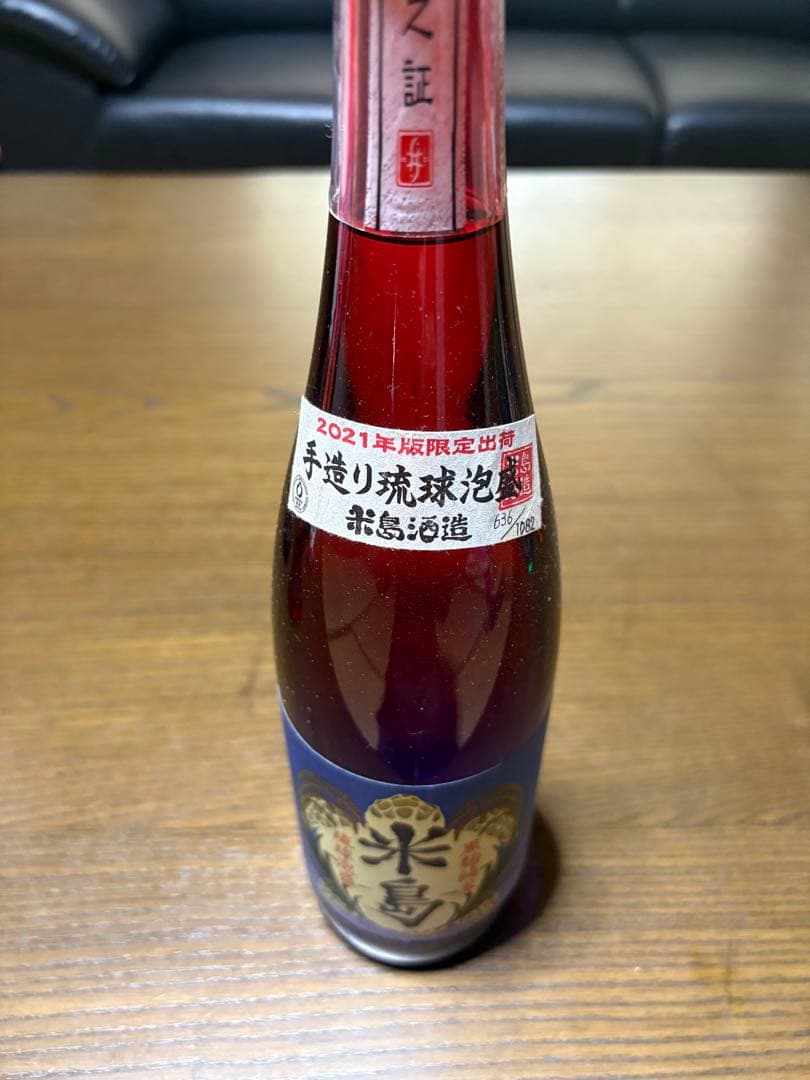 之証
2021年版限定出荷
手造り琉球泡盛
米島酒造
636/1082
米島